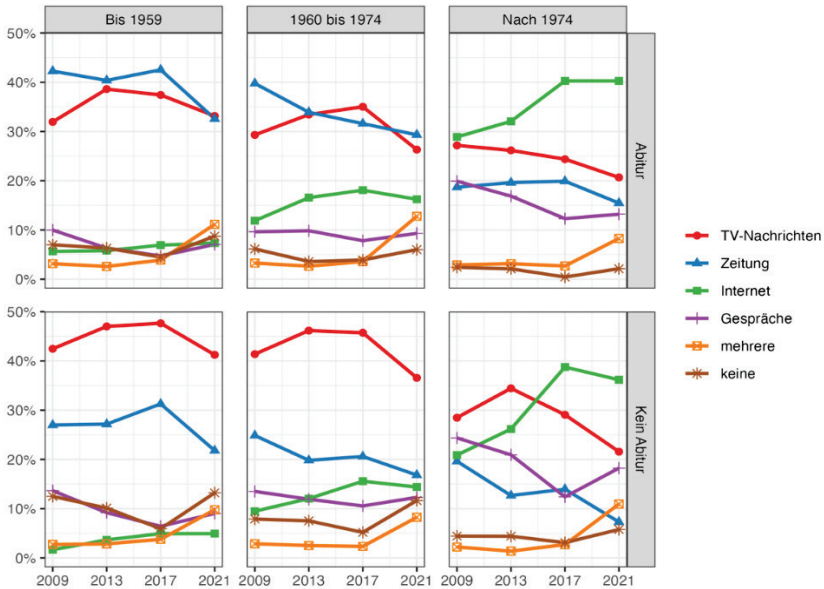 Bis 1959
1960 bis 1974
Nach 1974
50%
40%
30%
20%
10%
0%
Abitur
50%
40%
30%
20%
10%
0%
Kein Abitur
2009 2013 2017 2021
2009 2013 2017 2021
2009 2013 2017 2021
TV-Nachrichten
Zeitung
Internet
Gespräche
mehrere
keine